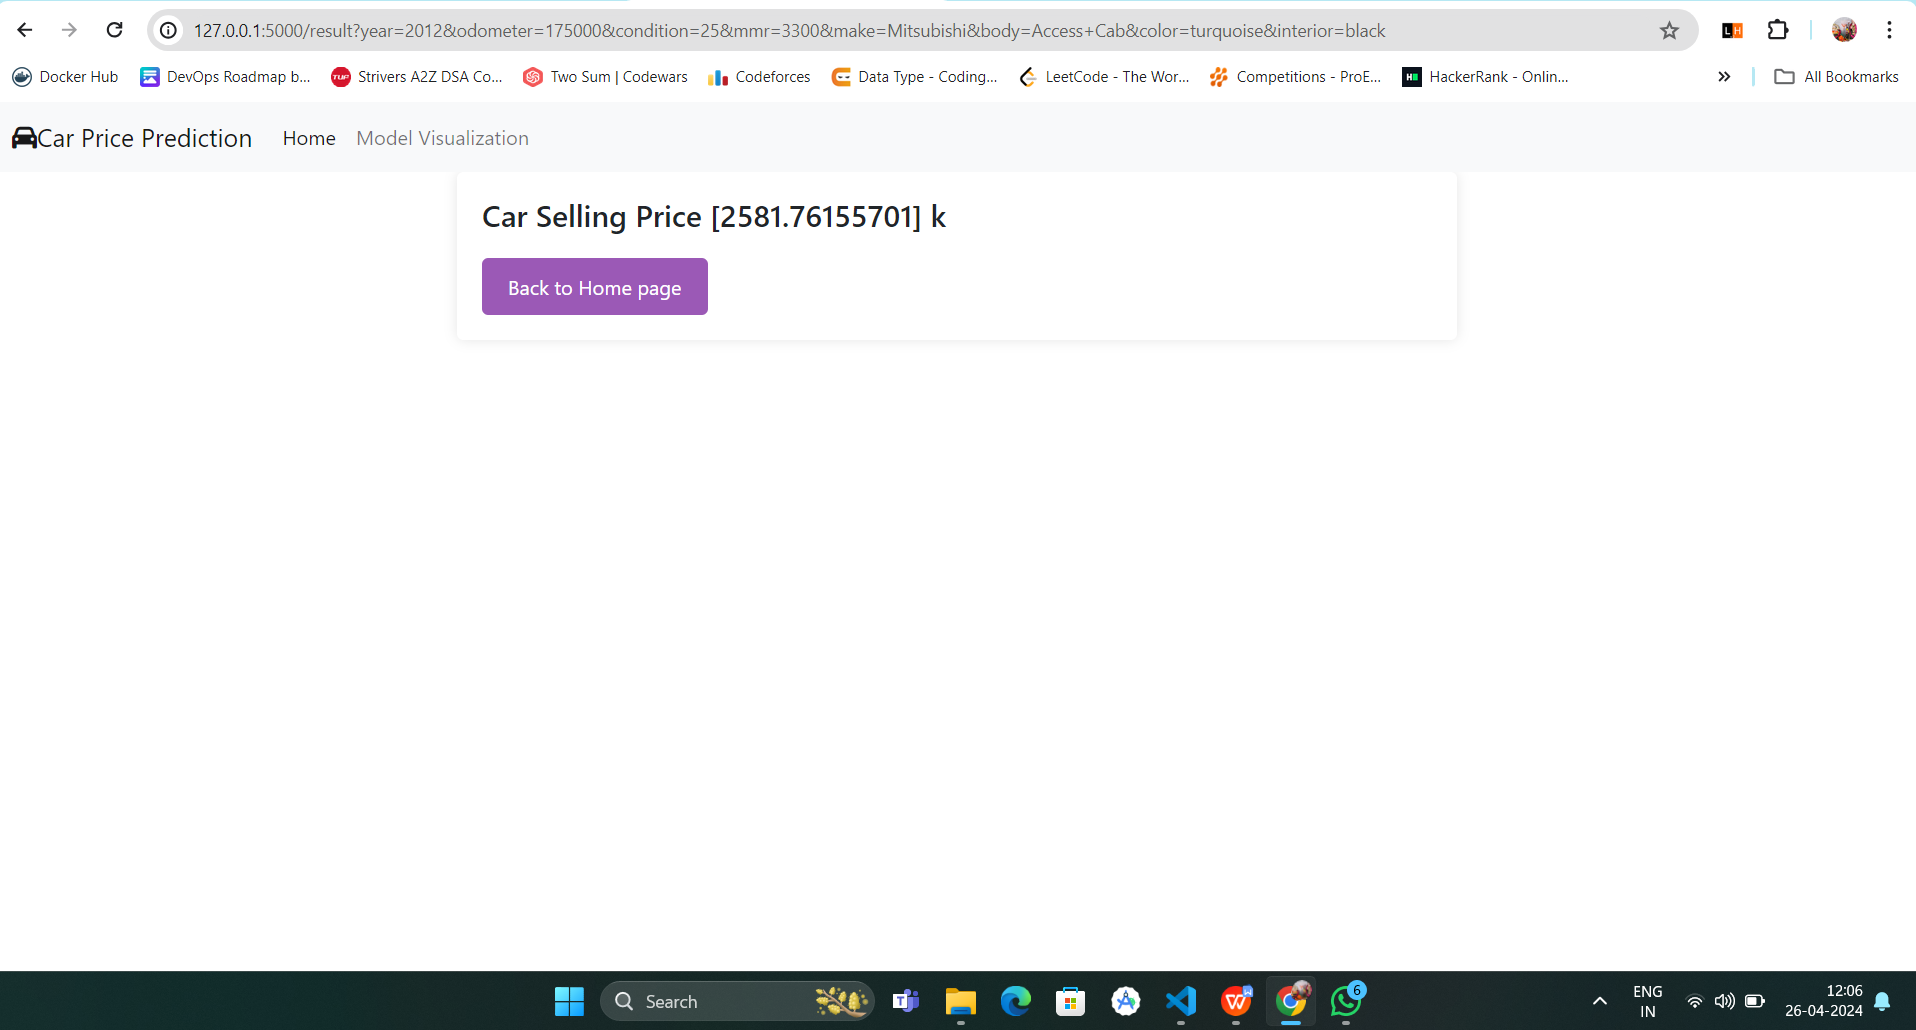 127.0.0.1:5000/result?year=2012&odometer=175000&condition=25&mmr=3300&make=Mitsubishi&body=Access+Cab&color=turquoise&interior=black
LH
Docker Hub DevOps Roadmap b... TUF Strivers A2Z DSA Co... Two Sum | Codewars Codeforces Data Type - Coding... LeetCode - The Wor... Competitions - ProE... HackerRank - Onlin... » All Bookmarks
Car Price Prediction Home Model Visualization
Car Selling Price [2581.76155701] k
Back to Home page
Search
6
ENG
IN
12:06
26-04-2024